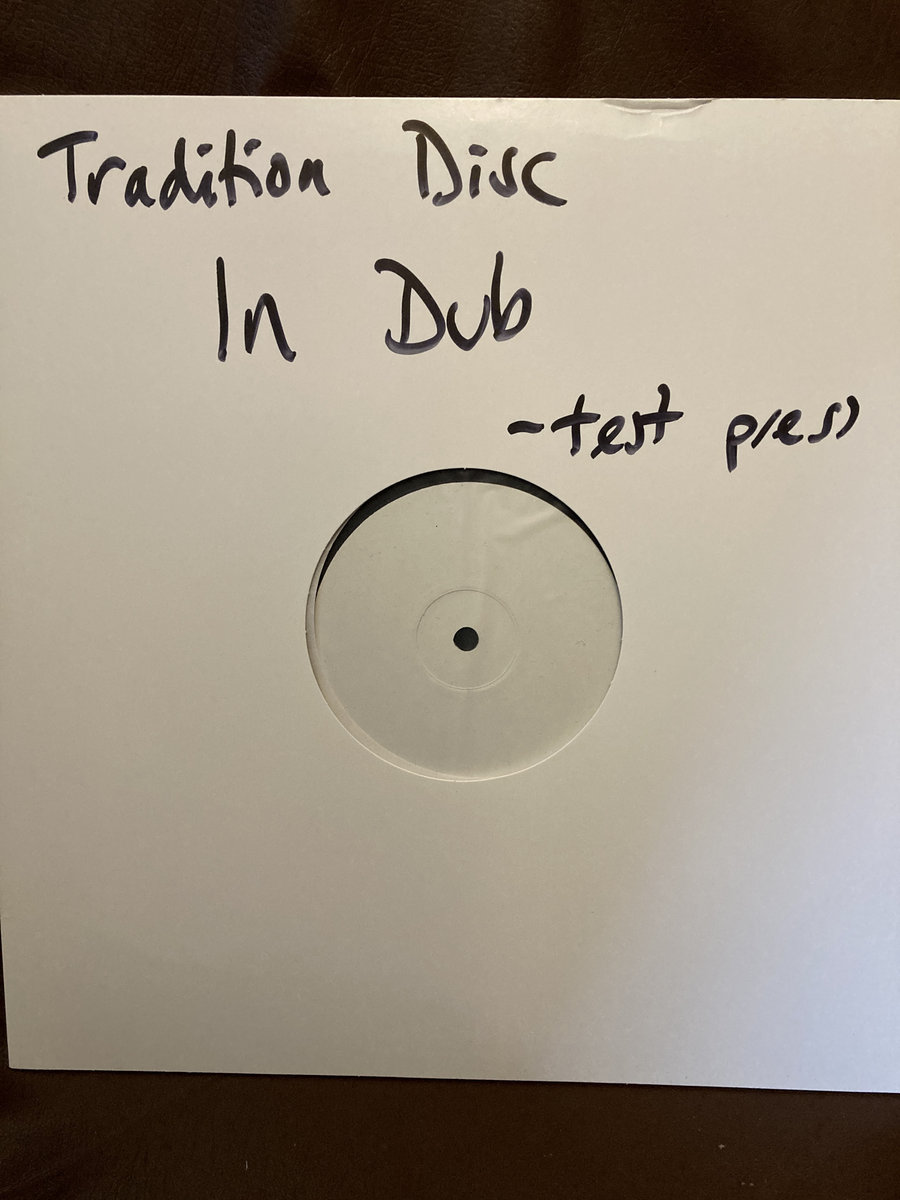 Tradition Disc
In Dub
-test press